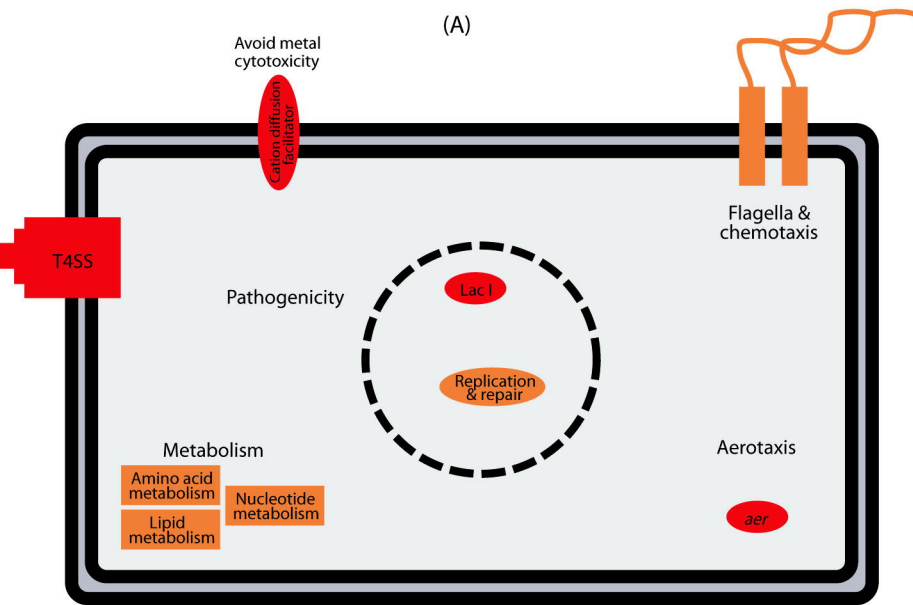 (A)
Avoid metal
cytotoxicity
Cation diffusion
facilitator
Flagella &
chemotaxis
T4SS
Pathogenicity
Lac I
Replication
& repair
Metabolism
Amino acid
metabolism
Nucleotide
metabolism
Lipid
metabolism
Aerotaxis
aer